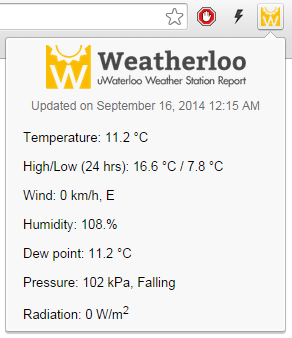 Weatherloo
uWaterloo Weather Station Report
Updated on September 16, 2014 12:15 AM
Temperature: 11.2 °C
High/Low (24 hrs): 16.6 °C / 7.8 °C
Wind: 0 km/h, E
Humidity: 108.%
Dew point: 11.2 °C
Pressure: 102 kPa, Falling
Radiation: 0 W/m²